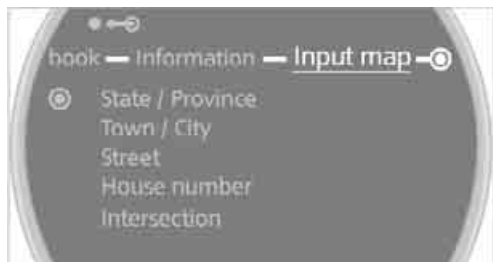 book Information Input map
State / Province
Town / City
Street
House number
Intersection